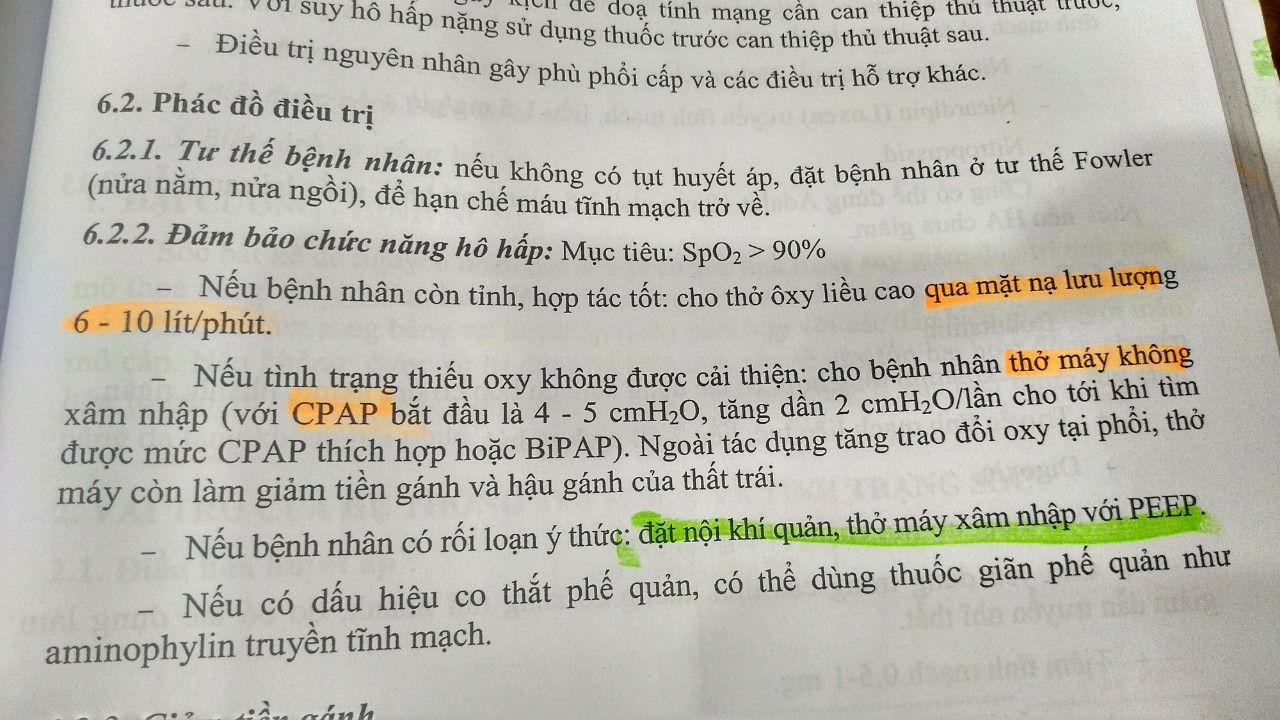 thuốc sau. Với suy hô hấp nặng sử dụng thuốc trước can thiệp thủ thuật sau.
kịch đe doạ tính mạng cần can thiệp thủ thuật trước,
– Điều trị nguyên nhân gây phù phổi cấp và các điều trị hỗ trợ khác.
6.2. Phác đồ điều trị
6.2.1. Tư thế bệnh nhân: nếu không có tụt huyết áp, đặt bệnh nhân ở tư thế Fowler
(nửa nằm, nửa ngồi), để hạn chế máu tĩnh mạch trở về.
6.2.2. Đảm bảo chức năng hô hấp: Mục tiêu: SpO₂ > 90%
– Nếu bệnh nhân còn tỉnh, hợp tác tốt: cho thở ôxy liều cao qua mặt nạ lưu lượng
6 - 10 lít/phút.
– Nếu tình trạng thiếu oxy không được cải thiện: cho bệnh nhân thở máy không
xâm nhập (với CPAP bắt đầu là 4 - 5 cmH₂O, tăng dần 2 cmH₂O/lần cho tới khi tìm
được mức CPAP thích hợp hoặc BiPAP). Ngoài tác dụng tăng trao đổi oxy tại phổi, thở
máy còn làm giảm tiền gánh và hậu gánh của thất trái.
– Nếu bệnh nhân có rối loạn ý thức: đặt nội khí quản, thở máy xâm nhập với PEEP.
– Nếu có dấu hiệu co thắt phế quản, có thể dùng thuốc giãn phế quản như
aminophylin truyền tĩnh mạch.